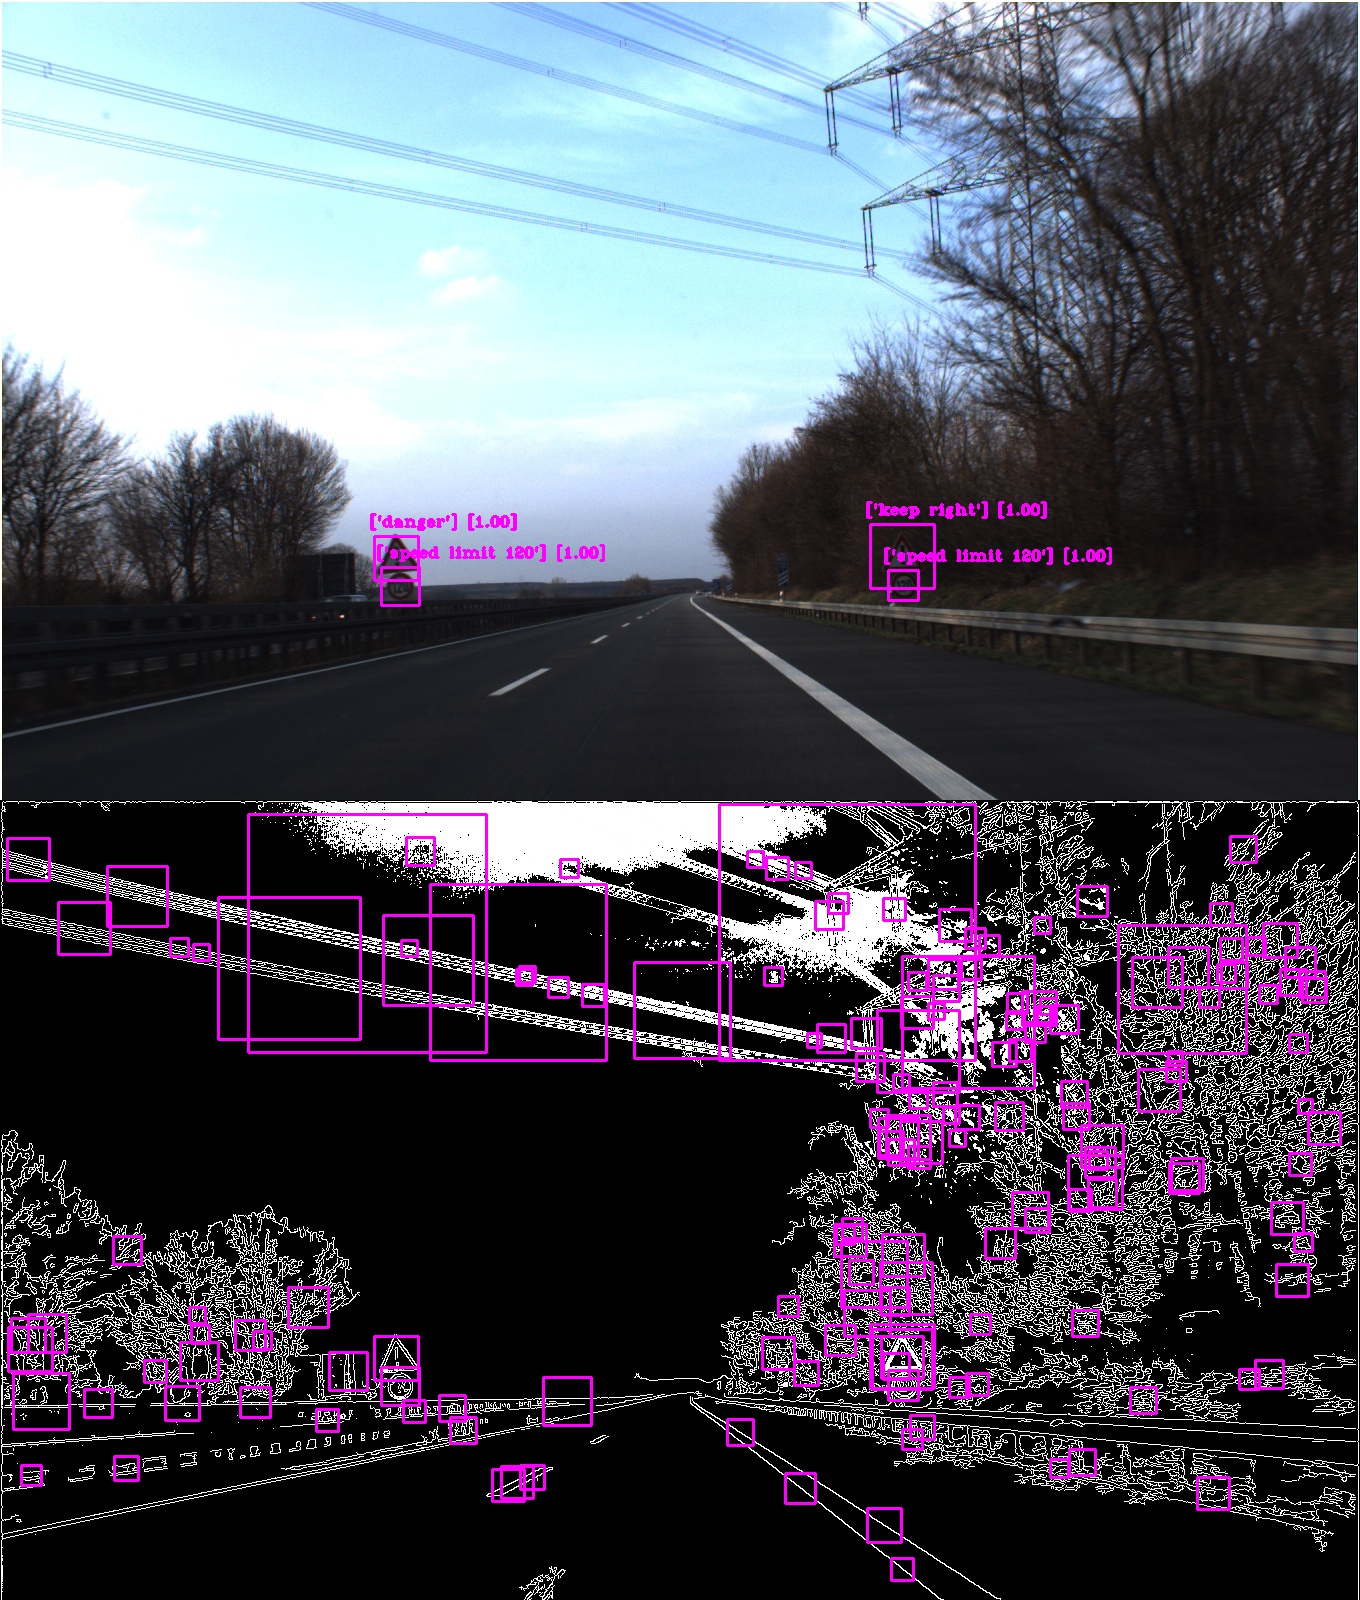 ['danger'] [1.00]
['speed limit 120'] [1.00]
['keep right'] [1.00]
['speed limit 120'] [1.00]